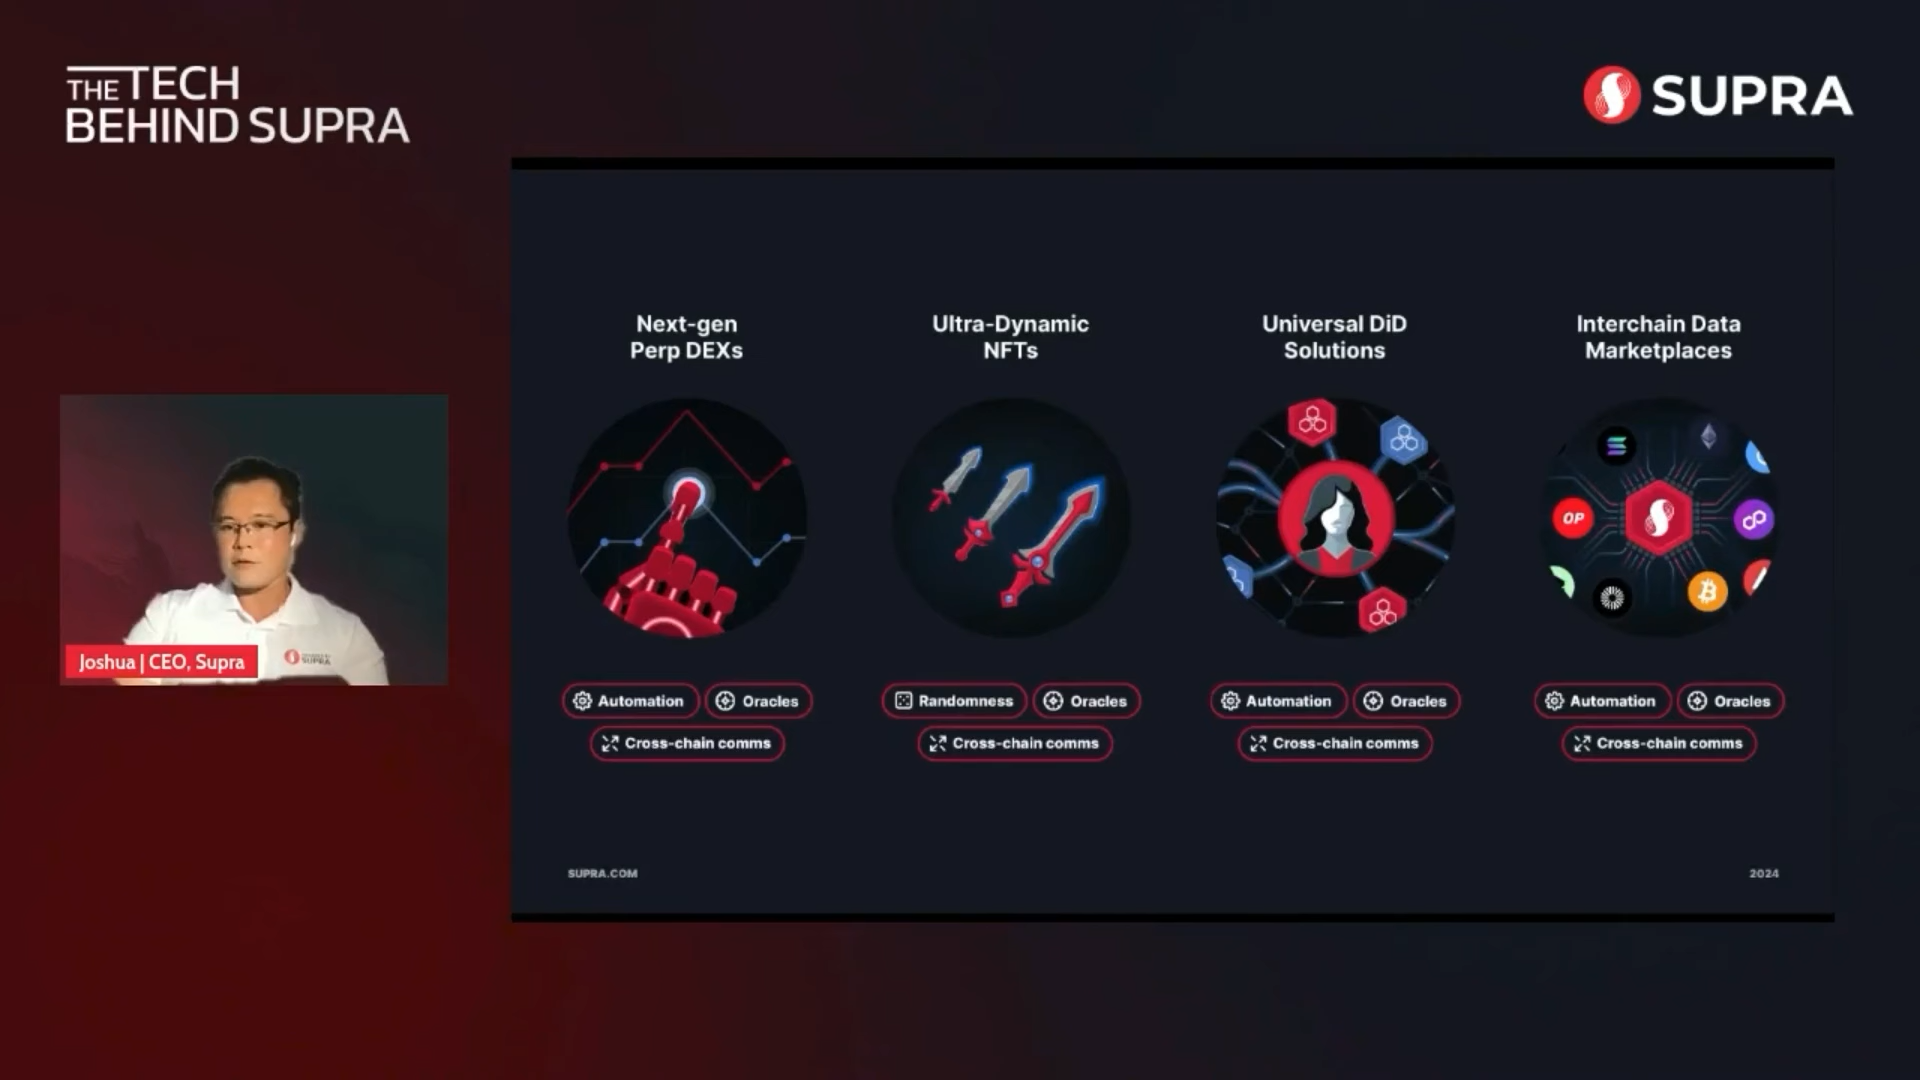 THE TECH
BEHIND SUPRA
SUPRA
Next-gen
Perp DEXs
Ultra-Dynamic
NFTs
Universal DiD
Solutions
Interchain Data
Marketplaces
OP
Automation
Oracles
Cross-chain comms
Randomness
Oracles
Cross-chain comms
Automation
Oracles
Cross-chain comms
Automation
Oracles
Cross-chain comms
SUPRA
Joshua | CEO, Supra
SUPRA.COM
2024